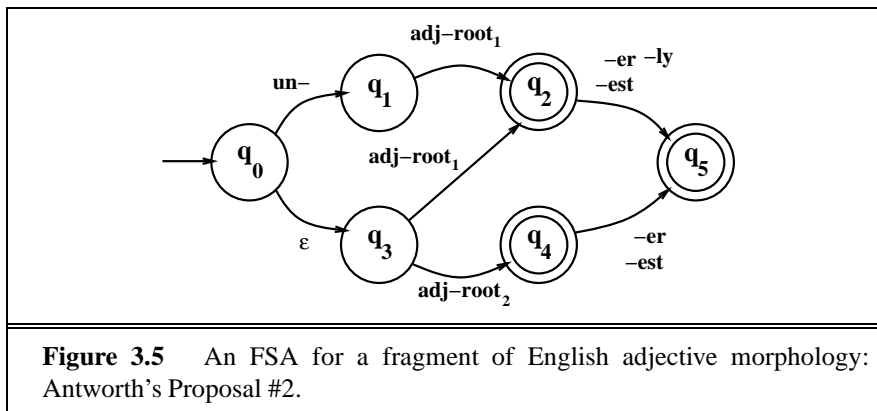 adj−root1
−er −ly
−est
un−
q1
q2
q0
adj−root1
q5
ε
q3
q4
−er
−est
adj−root2
Figure 3.5 An FSA for a fragment of English adjective morphology:
Antworth's Proposal #2.